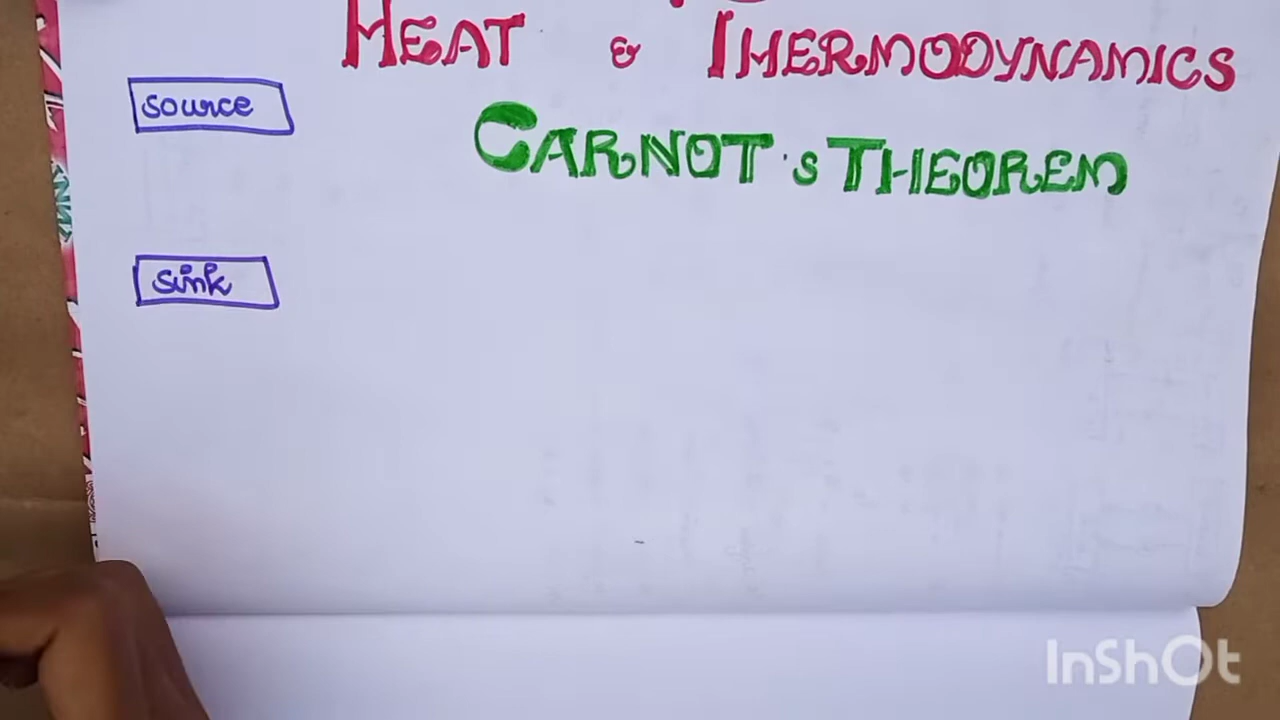 HEAT & THERMODYNAMICS
source
CARNOT'S THEOREM
sink
InShOt